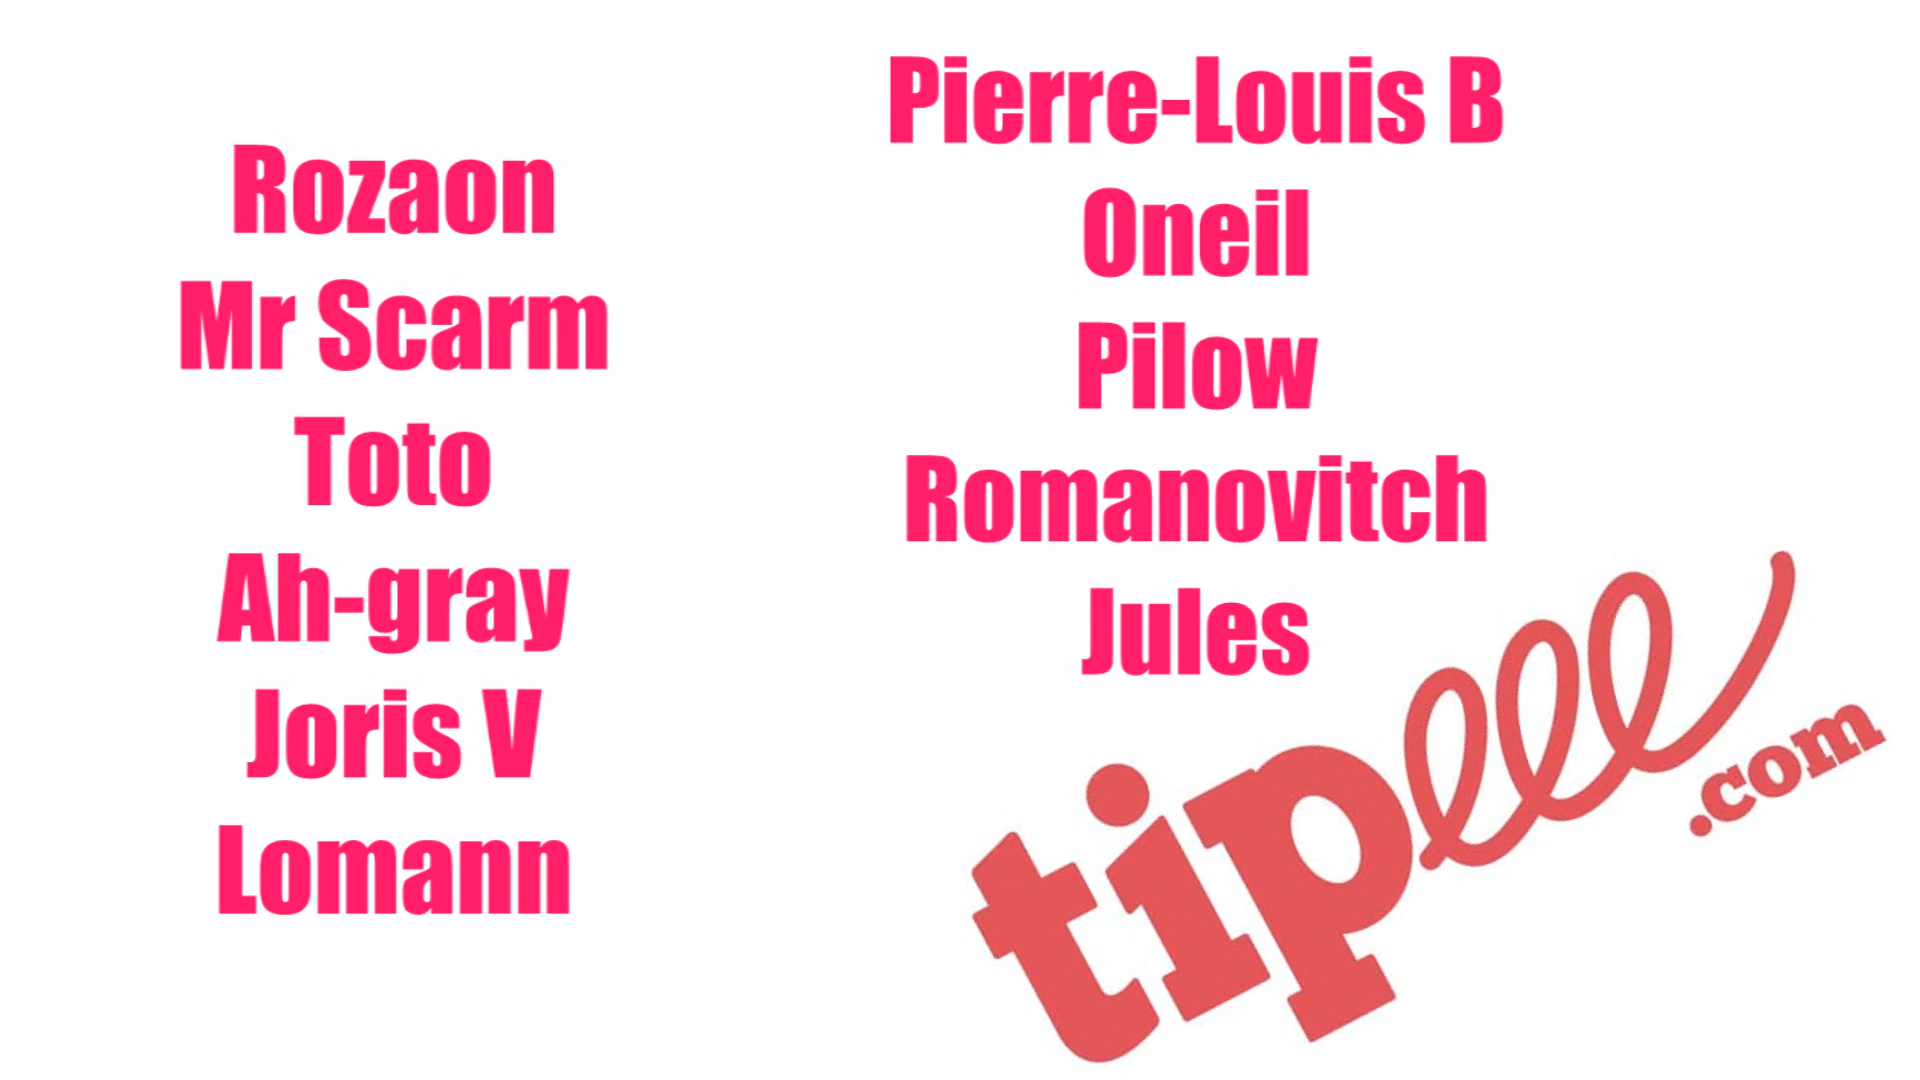 Rozaon
Mr Scarm
Toto
Ah-gray
Joris V
Lomann
Pierre-Louis B
Oneil
Pilow
Romanovitch
Jules
tipeee
.com